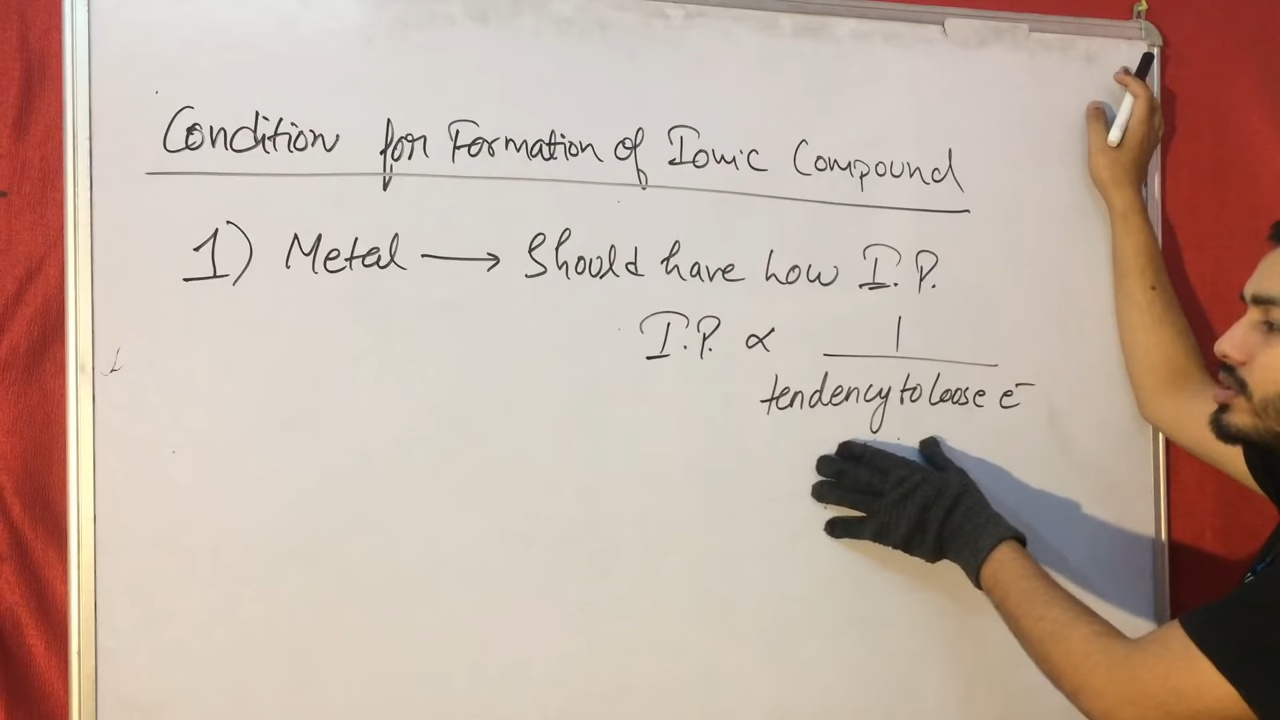 Condition for Formation of Ionic Compound
1) Metal → Should have Low I.P.
I.P. ∝ 1
tendency to loose e⁻